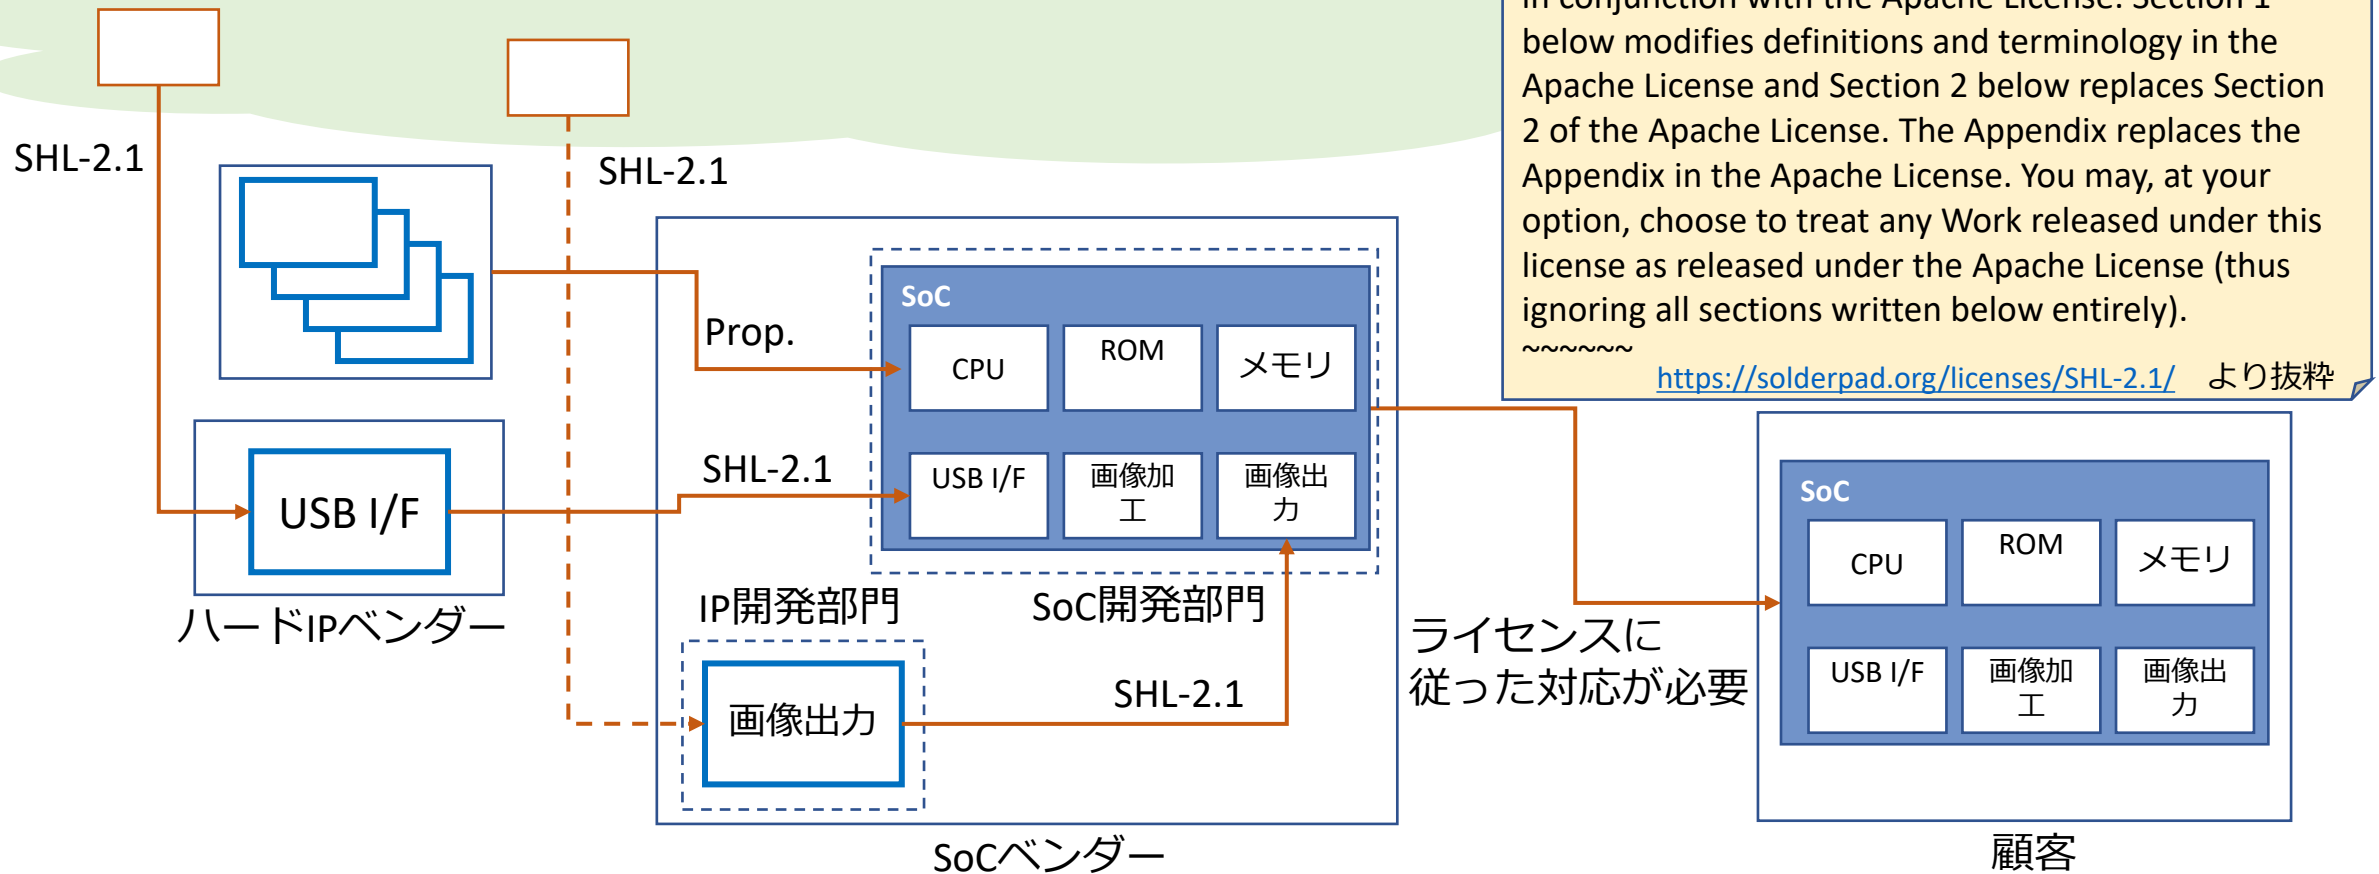 in conjunction with the Apache License. Section 1
below modifies definitions and terminology in the
Apache License and Section 2 below replaces Section
2 of the Apache License. The Appendix replaces the
Appendix in the Apache License. You may, at your
option, choose to treat any Work released under this
license as released under the Apache License (thus
ignoring all sections written below entirely).
~~~~~~
https://solderpad.org/licenses/SHL-2.1/ より抜粋
SHL-2.1
SHL-2.1
Prop.
SHL-2.1
SoC
CPU
ROM
メモリ
USB I/F
画像加
工
画像出
力
USB I/F
ハードIPベンダー
IP開発部門
SoC開発部門
画像出力
SHL-2.1
SoCベンダー
ライセンスに
従った対応が必要
SoC
CPU
ROM
メモリ
USB I/F
画像加
工
画像出
力
顧客